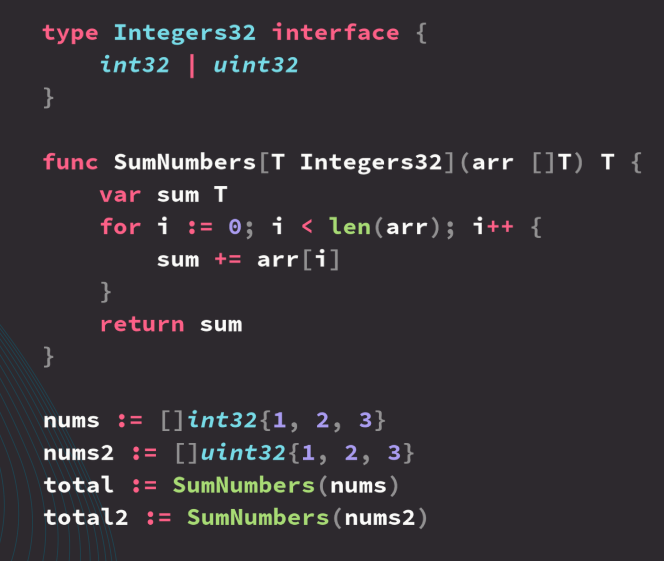 type Integers32 interface {
    int32 | uint32
}

func SumNumbers[T Integers32](arr []T) T {
    var sum T
    for i := 0; i < len(arr); i++ {
        sum += arr[i]
    }
    return sum
}

nums := []int32{1, 2, 3}
nums2 := []uint32{1, 2, 3}
total := SumNumbers(nums)
total2 := SumNumbers(nums2)